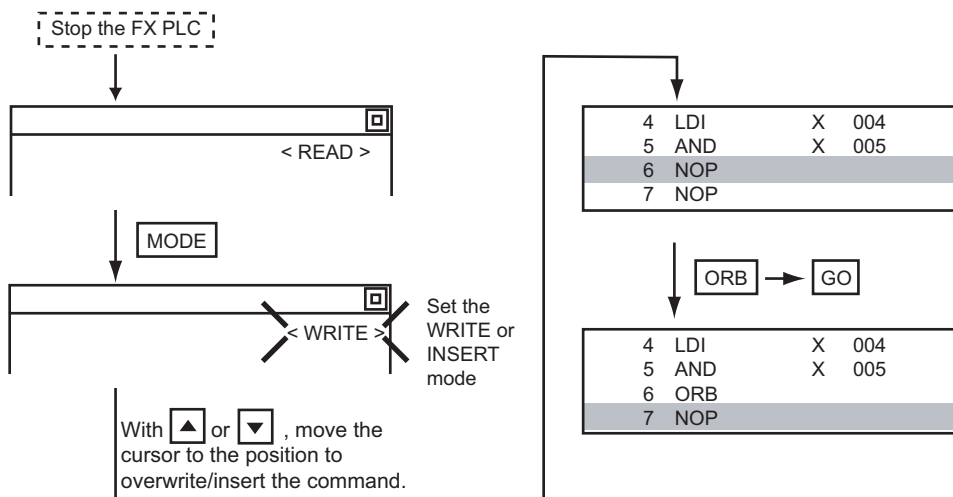 Stop the FX PLC
< READ >
MODE
< WRITE >
Set the
WRITE or
INSERT
mode
With ▲ or ▼ , move the
cursor to the position to
overwrite/insert the command.
4 LDI X 004
5 AND X 005
6 NOP
7 NOP
ORB GO
4 LDI X 004
5 AND X 005
6 ORB
7 NOP